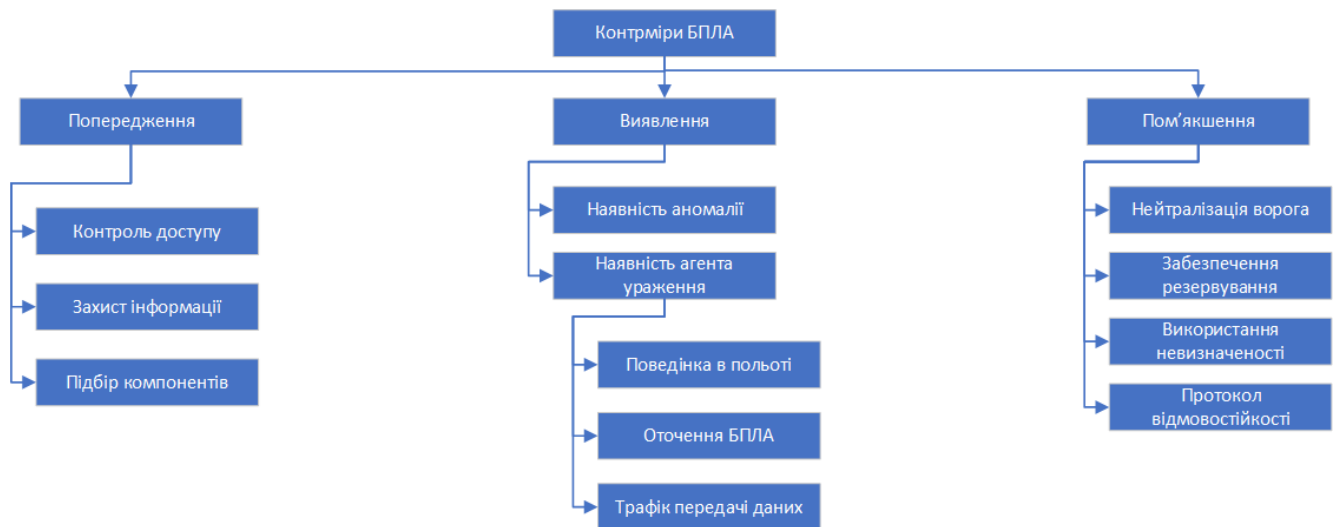 Контрміри БПЛА
Попередження
Контроль доступу
Захист інформації
Підбір компонентів
Виявлення
Наявність аномалії
Наявність агента
ураження
Поведінка в польоті
Оточення БПЛА
Трафік передачі даних
Пом’якшення
Нейтралізація ворога
Забезпечення
резервування
Використання
невизначеності
Протокол
відмовостійкості